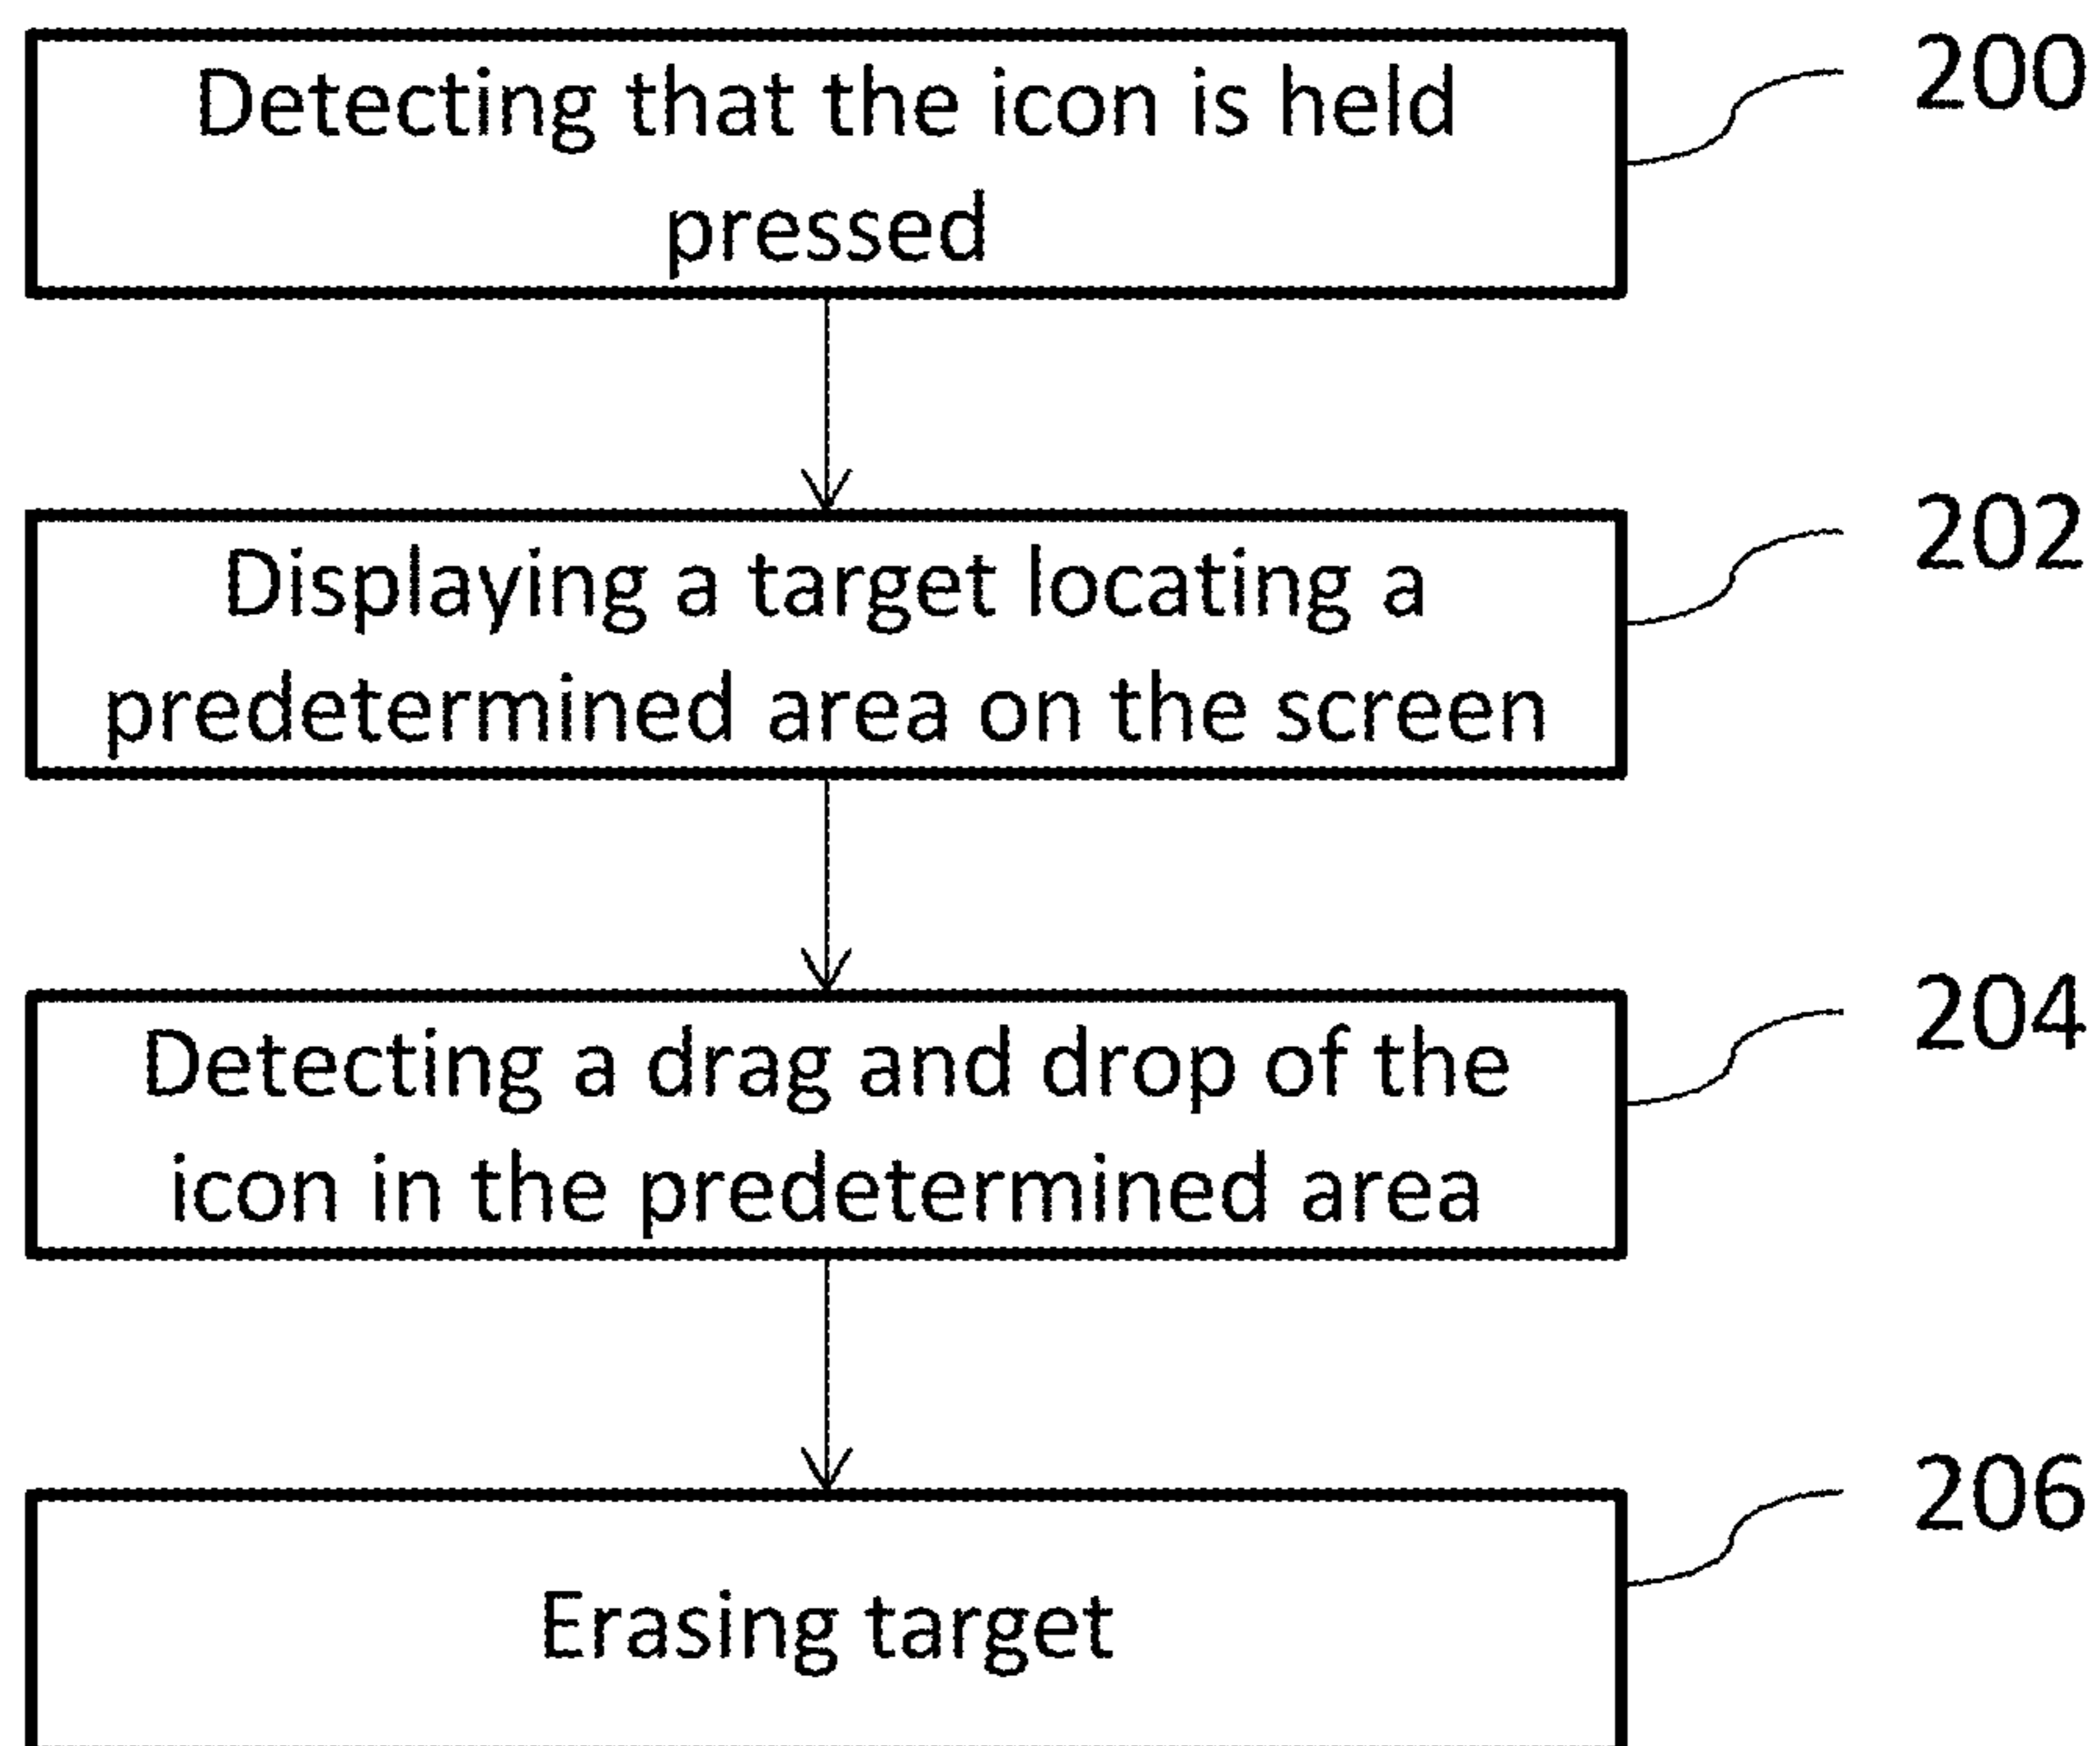 Detecting that the icon is held
pressed
200
Displaying a target locating a
predetermined area on the screen
202
Detecting a drag and drop of the
icon in the predetermined area
204
Erasing target
206